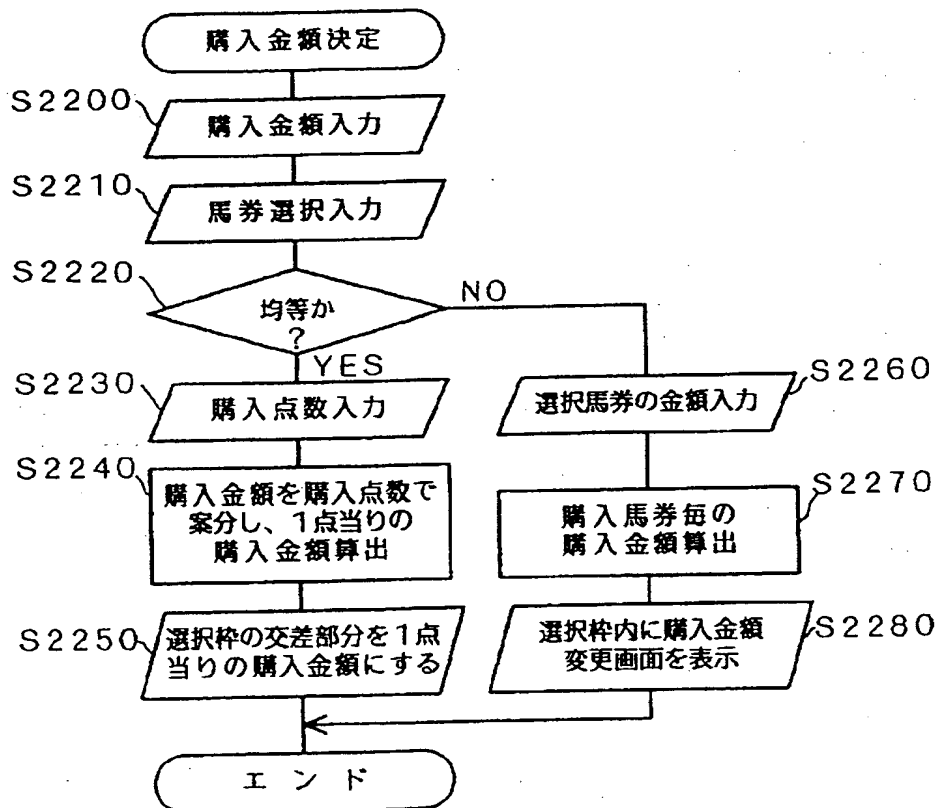 購入金額決定
S2200
購入金額入力
S2210
馬券選択入力
S2220
均等か
?
NO
YES
S2230
購入点数入力
S2240
購入金額を購入点数で
案分し、1点当りの
購入金額算出
S2250
選択枠の交差部分を1点
当りの購入金額にする
S2260
選択馬券の金額入力
S2270
購入馬券毎の
購入金額算出
S2280
選択枠内に購入金額
変更画面を表示
エンド